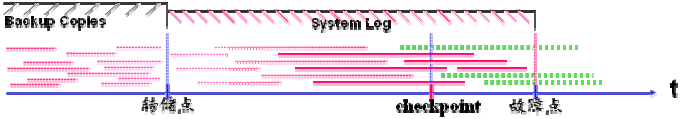 Backup Copies
System Log
t
转储点
checkpoint
故障点